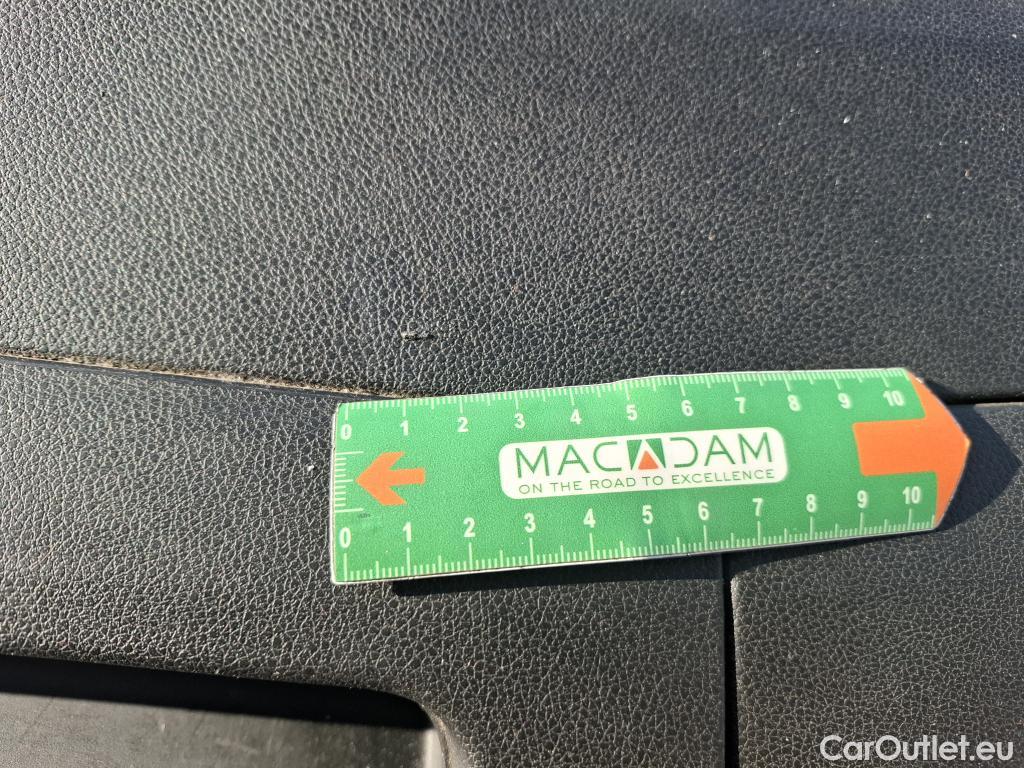 0 1 2 3 4 5 6 7 8 9 10
MACADAM
ON THE ROAD TO EXCELLENCE
0 1 2 3 4 5 6 7 8 9 10
CarOutlet.eu